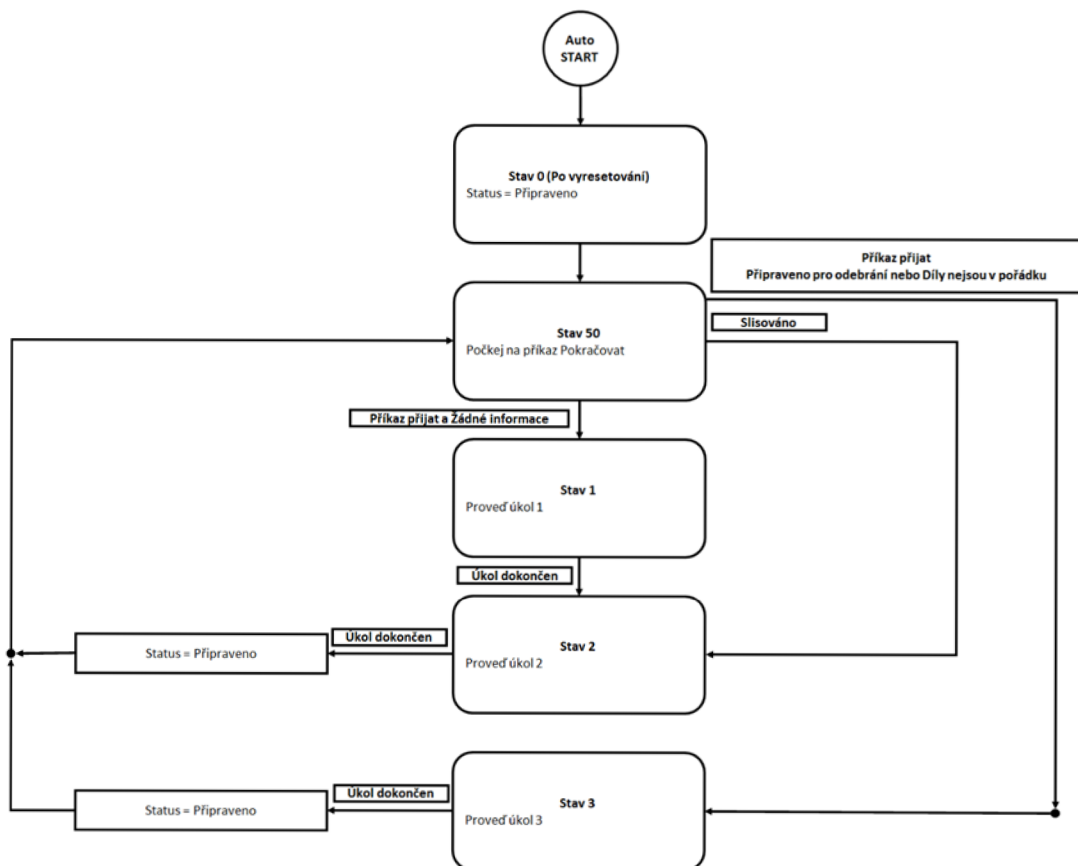 Auto
START
Stav 0 (Po vyresetování)
Status = Připraveno
Příkaz přijat
Připraveno pro odebrání nebo Díly nejsou v pořádku
Stav 50
Počkej na příkaz Pokračovat
Slisováno
Příkaz přijat a Žádné informace
Stav 1
Proveď úkol 1
Úkol dokončen
Stav 2
Proveď úkol 2
Úkol dokončen
Status = Připraveno
Stav 3
Proveď úkol 3
Úkol dokončen
Status = Připraveno